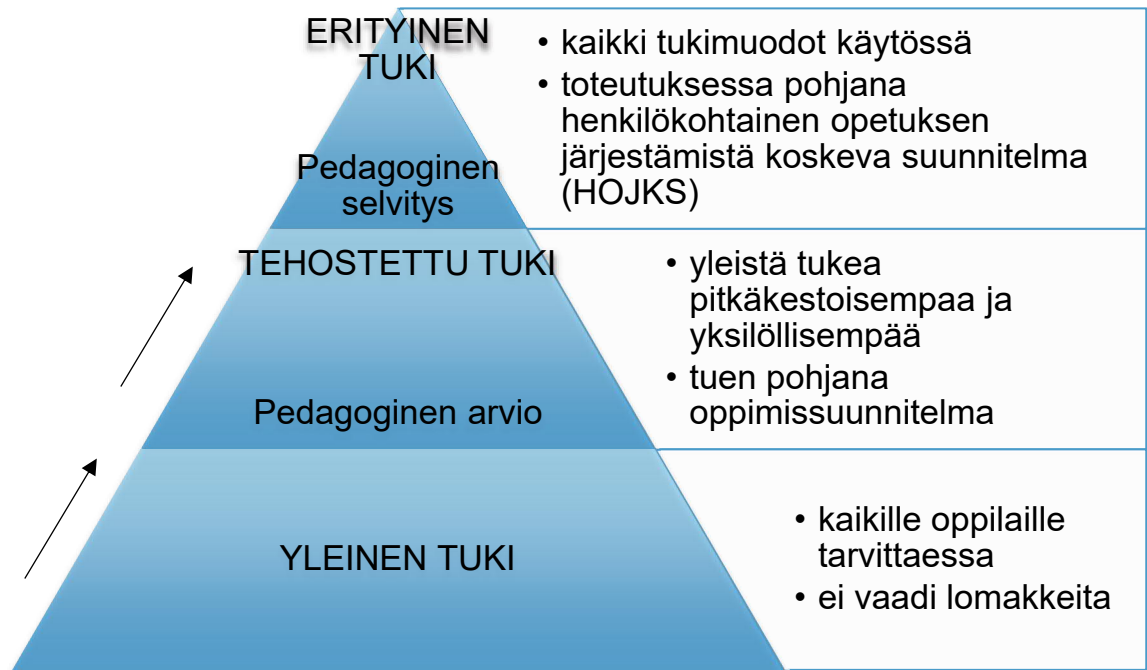 ERITYINEN
TUKI
Pedagoginen
selvitys
• kaikki tukimuodot käytössä
• toteutuksessa pohjana
henkilökohtainen opetuksen
järjestämistä koskeva suunnitelma
(HOJKS)
TEHOSTETTU TUKI
Pedagoginen arvio
• yleistä tukea
pitkäkestoisempaa ja
yksilöllisempää
• tuen pohjana
oppimissuunnitelma
YLEINEN TUKI
• kaikille oppilaille
tarvittaessa
• ei vaadi lomakkeita